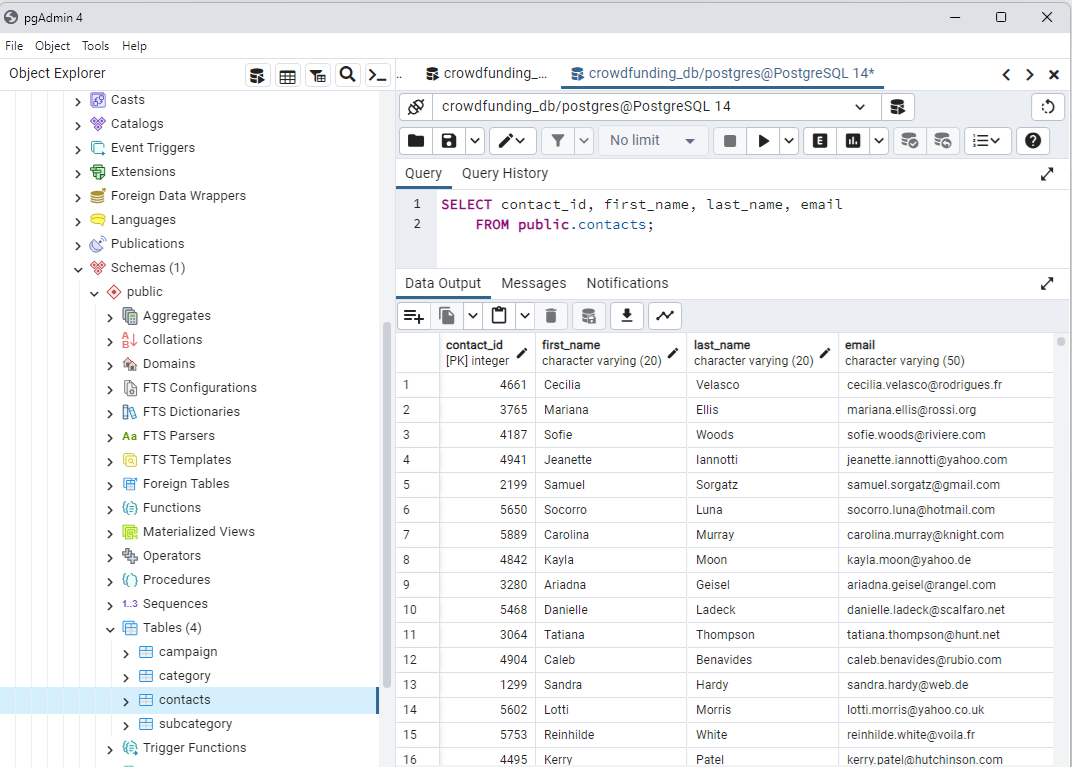 pgAdmin 4
File Object Tools Help
Object Explorer
.. crowdfunding_... crowdfunding_db/postgres@PostgreSQL 14*
crowdfunding_db/postgres@PostgreSQL 14
No limit
E
Query Query History
1 SELECT contact_id, first_name, last_name, email
2 FROM public.contacts;
Data Output Messages Notifications
Casts
Catalogs
Event Triggers
Extensions
Foreign Data Wrappers
Languages
Publications
Schemas (1)
public
Aggregates
Collations
Domains
FTS Configurations
FTS Dictionaries
Aa FTS Parsers
FTS Templates
Foreign Tables
Functions
Materialized Views
Operators
Procedures
1..3 Sequences
Tables (4)
campaign
category
contacts
subcategory
Trigger Functions
contact_id first_name last_name email
[PK] integer character varying (20) character varying (20) character varying (50)
1 4661 Cecilia Velasco cecilia.velasco@rodrigues.fr
2 3765 Mariana Ellis mariana.ellis@rossi.org
3 4187 Sofie Woods sofie.woods@riviere.com
4 4941 Jeanette Iannotti jeanette.iannotti@yahoo.com
5 2199 Samuel Sorgatz samuel.sorgatz@gmail.com
6 5650 Socorro Luna socorro.luna@hotmail.com
7 5889 Carolina Murray carolina.murray@knight.com
8 4842 Kayla Moon kayla.moon@yahoo.de
9 3280 Ariadna Geisel ariadna.geisel@rangel.com
10 5468 Danielle Ladeck danielle.ladeck@scalfaro.net
11 3064 Tatiana Thompson tatiana.thompson@hunt.net
12 4904 Caleb Benavides caleb.benavides@rubio.com
13 1299 Sandra Hardy sandra.hardy@web.de
14 5602 Lotti Morris lotti.morris@yahoo.co.uk
15 5753 Reinhilde White reinhilde.white@voila.fr
16 4495 Kerry Patel kerry.patel@hutchinson.com